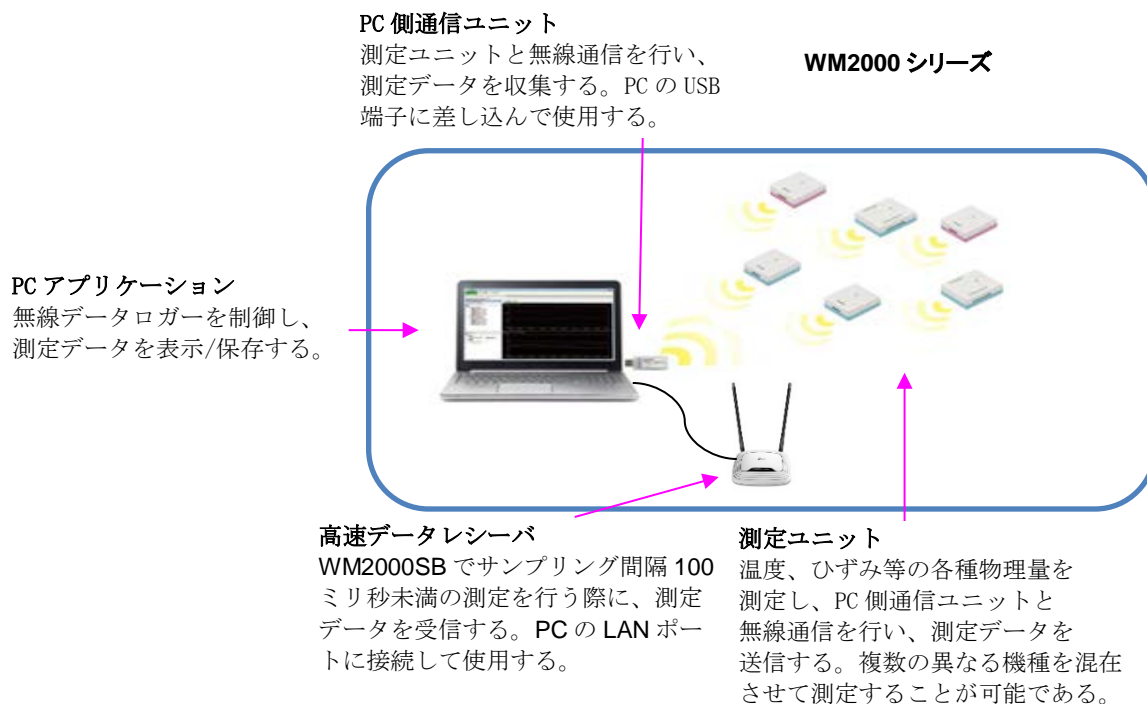 PC 側通信ユニット
測定ユニットと無線通信を行い、
測定データを収集する。PC の USB
端子に差し込んで使用する。
WM2000 シリーズ
PC アプリケーション
無線データロガーを制御し、
測定データを表示/保存する。
高速データレシーバ
WM2000SB でサンプリング間隔 100
ミリ秒未満の測定を行う際に、測定
データを受信する。PC の LAN ポー
トに接続して使用する。
測定ユニット
温度、ひずみ等の各種物理量を
測定し、PC 側通信ユニットと
無線通信を行い、測定データを
送信する。複数の異なる機種を混在
させて測定することが可能である。